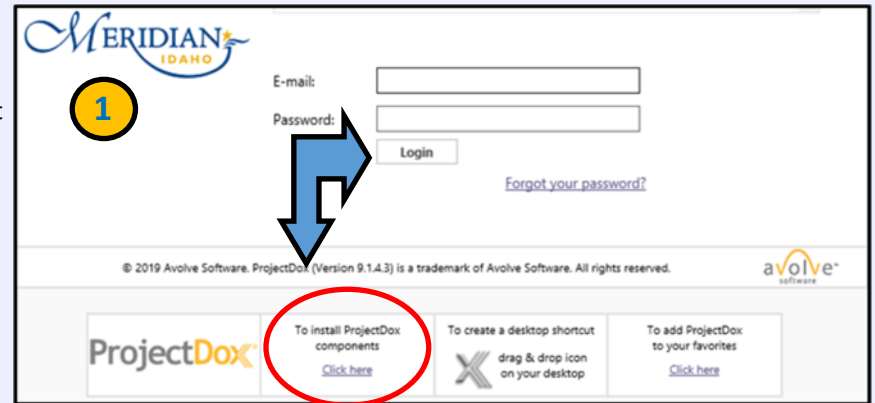 MERIDIAN
IDAHO
1
t
E-mail:
Password:
Login
Forgot your password?
© 2019 Avolve Software. ProjectDox (Version 9.1.4.3) is a trademark of Avolve Software. All rights reserved.
avolve
software
ProjectDox
To install ProjectDox
components
Click here
To create a desktop shortcut
drag & drop icon
on your desktop
To add ProjectDox
to your favorites
Click here